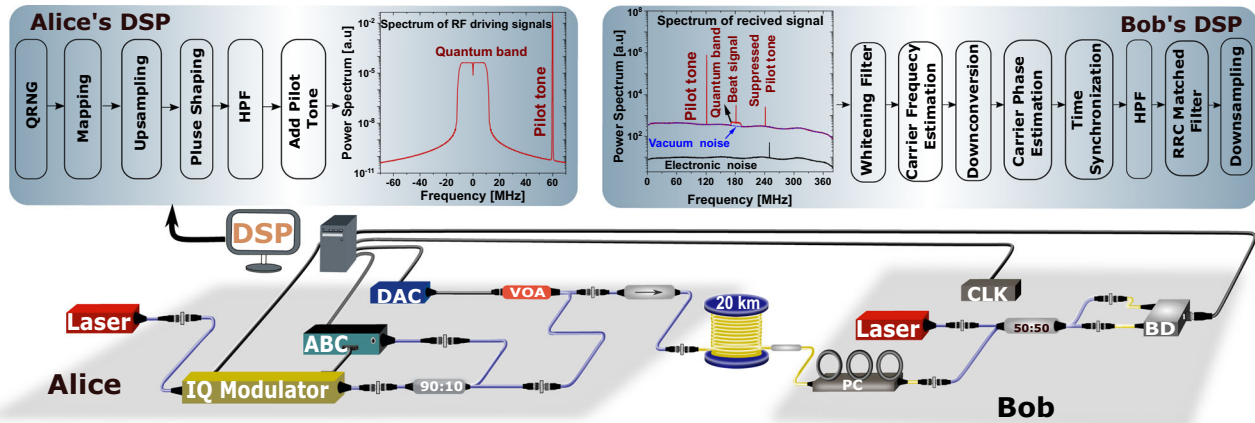 Alice's DSP
QRNG
Mapping
Upsampling
Pluse Shaping
HPF
Add Pilot
Tone
Power Spectrum [a.u]
10-2
10-5
10-8
10-11
Spectrum of RF driving signals
Quantum band
Pilot tone
-60 -40 -20 0 20 40 60
Frequency [MHz]
Bob's DSP
Power Spectrum [a.u]
10^8
10^6
10^4
10^2
Spectrum of recived signal
Pilot tone
Quantum band
Beat signal
Suppressed
Pilot tone
Vacuum noise
Electronic noise
0 60 120 180 240 300 360
Frequency [MHz]
Whitening Filter
Carrier Frequecy
Estimation
Downconversion
Carrier Phase
Estimation
Time
Synchronization
HPF
RRC Matched
Filter
Downsampling
DSP
Laser
IQ Modulator
ABC
DAC
VOA
90:10
20 km
Alice
CLK
Laser
50:50
BD
PC
Bob